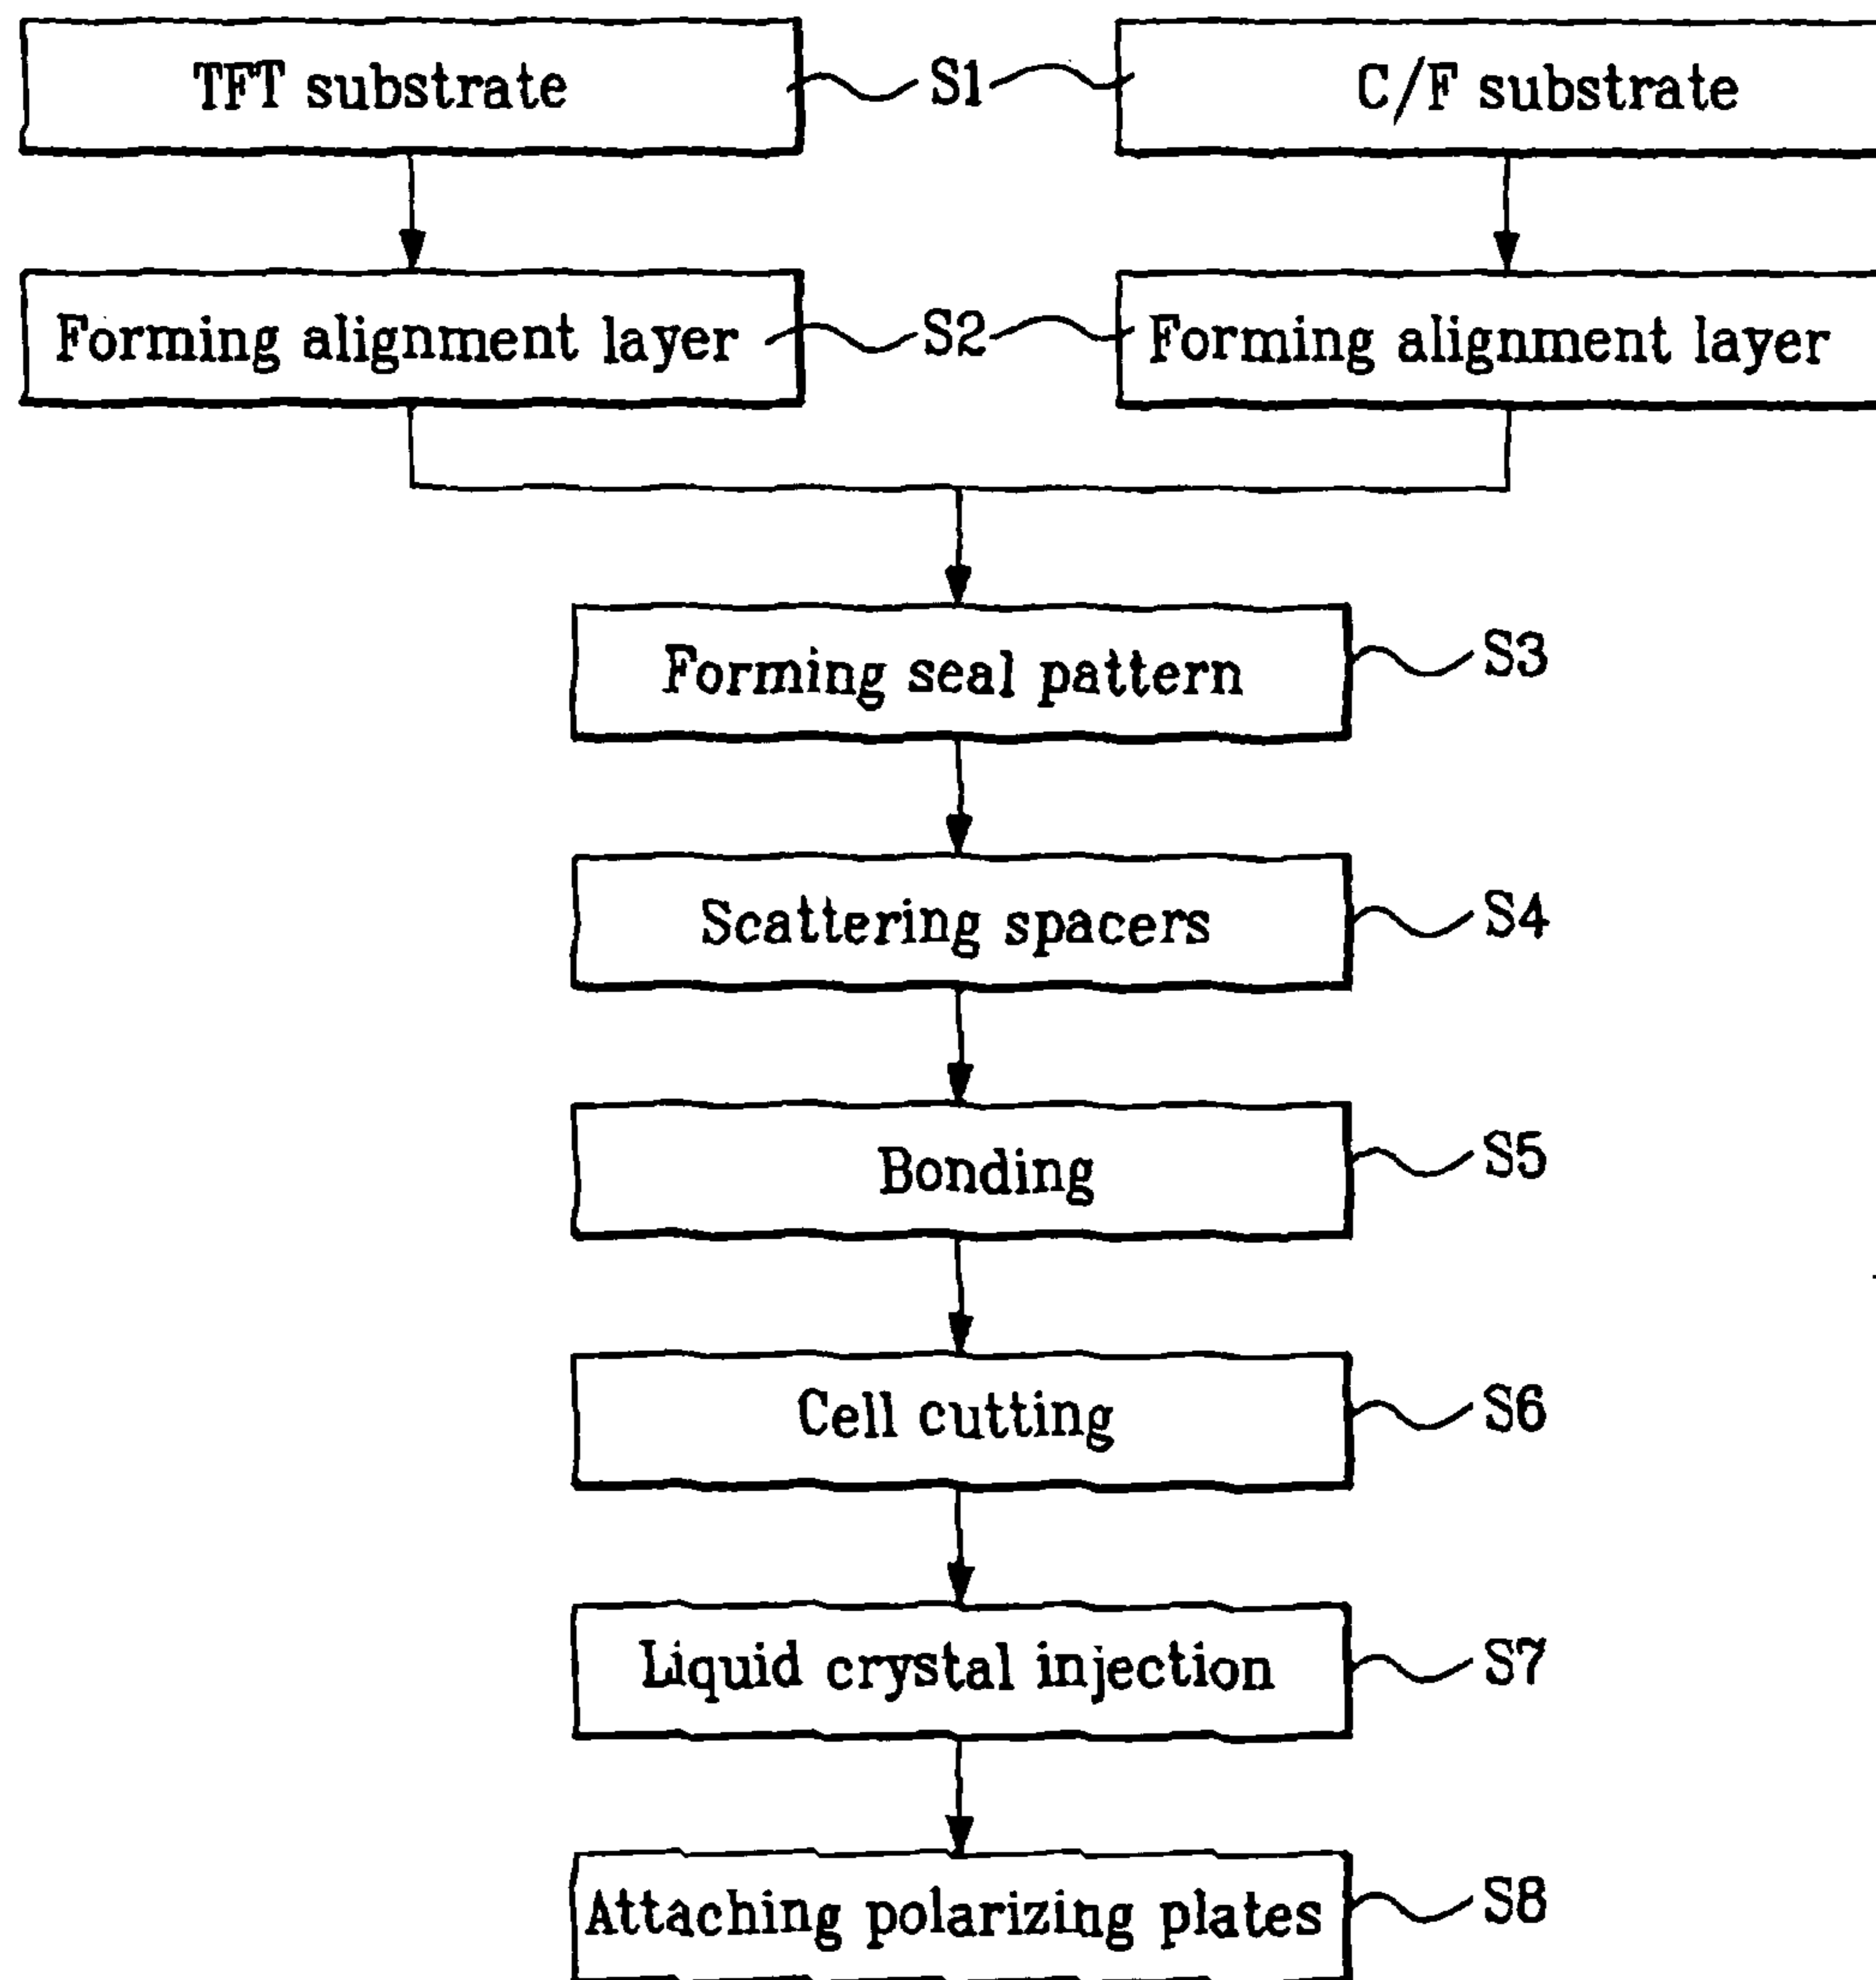 TFT substrate S1 C/F substrate
Forming alignment layer S2 Forming alignment layer
Forming seal pattern S3
Scattering spacers S4
Bonding S5
Cell cutting S6
Liquid crystal injection S7
Attaching polarizing plates S8